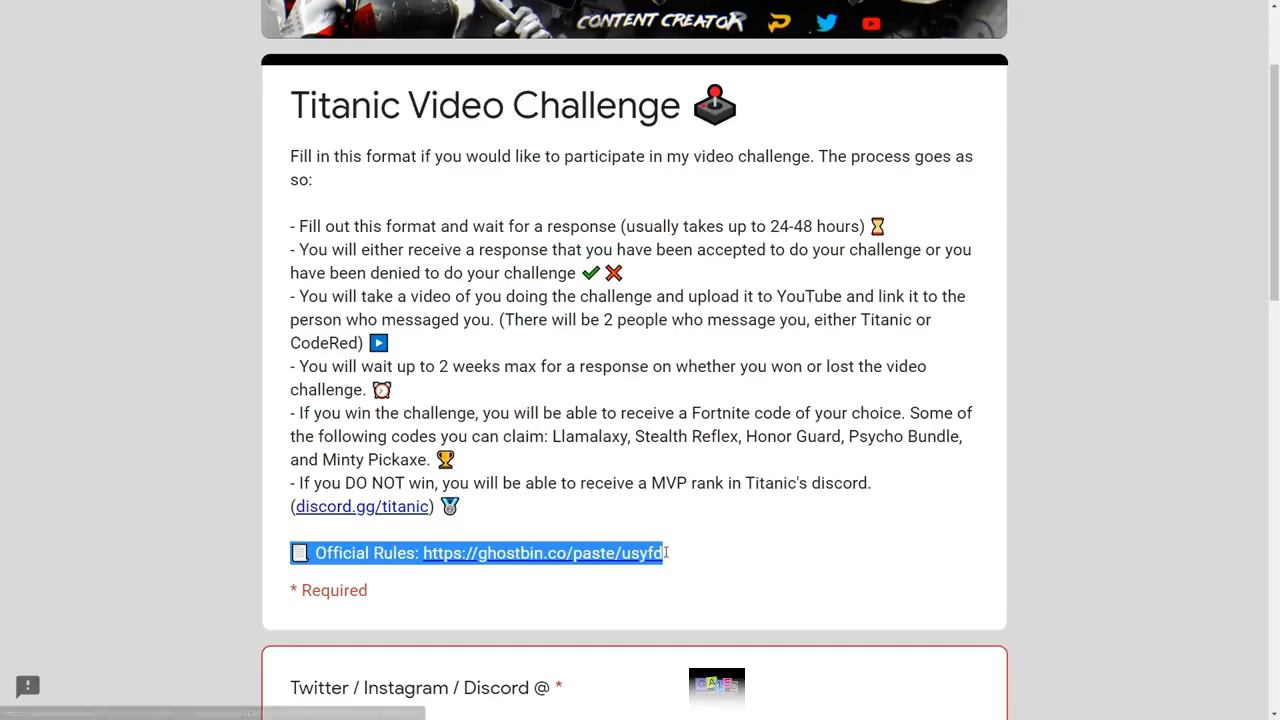 CONTENT CREATOR
Titanic Video Challenge
Fill in this format if you would like to participate in my video challenge. The process goes as
so:
- Fill out this format and wait for a response (usually takes up to 24-48 hours)
- You will either receive a response that you have been accepted to do your challenge or you
have been denied to do your challenge
- You will take a video of you doing the challenge and upload it to YouTube and link it to the
person who messaged you. (There will be 2 people who message you, either Titanic or
CodeRed)
- You will wait up to 2 weeks max for a response on whether you won or lost the video
challenge.
- If you win the challenge, you will be able to receive a Fortnite code of your choice. Some of
the following codes you can claim: Llamalaxy, Stealth Reflex, Honor Guard, Psycho Bundle,
and Minty Pickaxe.
- If you DO NOT win, you will be able to receive a MVP rank in Titanic's discord.
(discord.gg/titanic)
Official Rules: https://ghostbin.co/paste/usyfd
* Required
Twitter / Instagram / Discord @ *